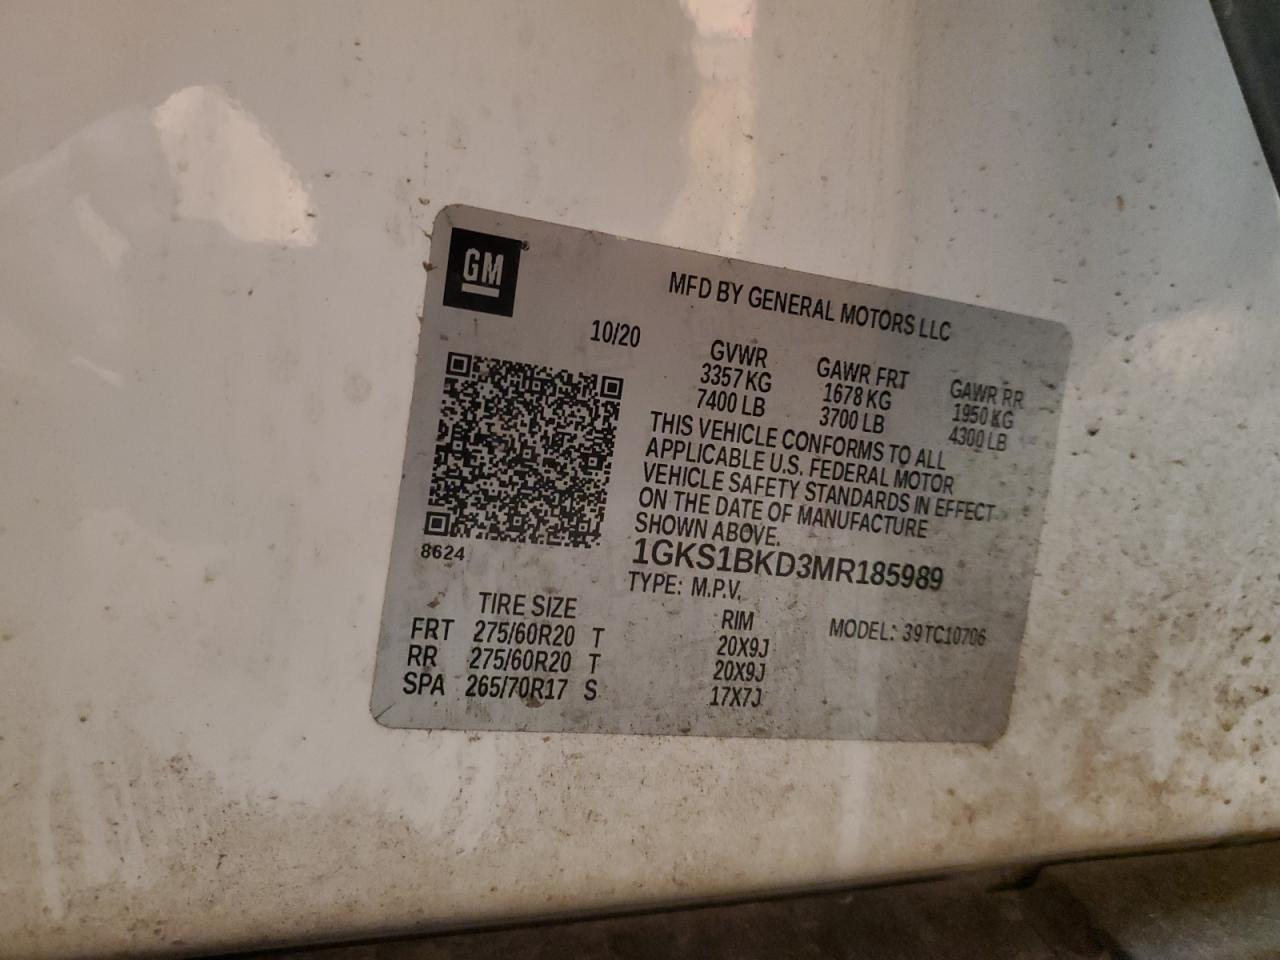 GM®
MFD BY GENERAL MOTORS LLC
10/20
GVWR GAWR FRT GAWR RR
3357 KG 1678 KG 1950 KG
7400 LB 3700 LB 4300 LB
THIS VEHICLE CONFORMS TO ALL
APPLICABLE U.S. FEDERAL MOTOR
VEHICLE SAFETY STANDARDS IN EFFECT
ON THE DATE OF MANUFACTURE
SHOWN ABOVE.
8624
1GKS1BKD3MR185989
TYPE: M.P.V.
TIRE SIZE RIM MODEL: 39TC10706
FRT 275/60R20 T 20X9J
RR 275/60R20 T 20X9J
SPA 265/70R17 S 17X7J